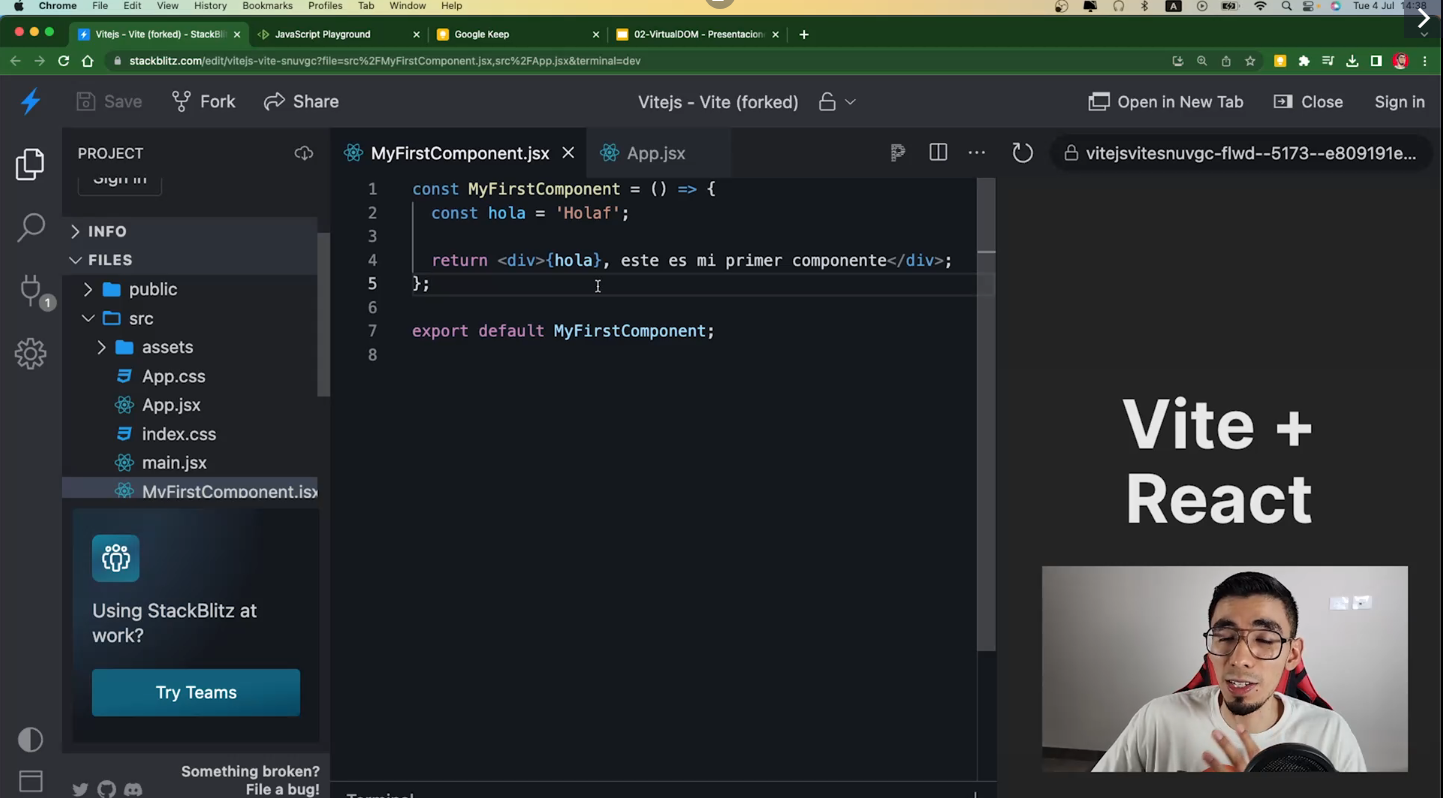 Chrome File Edit View History Bookmarks Profiles Tab Window Help
A Tue 4 Jul 14:38
Vitejs - Vite (forked) - StackBli
JavaScript Playground
Google Keep
02-VirtualDOM - Presentacion
stackblitz.com/edit/vitejs-vite-snuvgc?file=src%2FMyFirstComponent.jsx,src%2FApp.jsx&terminal=dev
Save Fork Share
Vitejs - Vite (forked)
Open in New Tab Close Sign in
PROJECT
MyFirstComponent.jsx
App.jsx
vitejsvitesnuvgc-flwd--5173--e809191e...
Sign in
INFO
FILES
public
src
assets
App.css
App.jsx
index.css
main.jsx
MyFirstComponent.jsx
1
1 const MyFirstComponent = () => {
2 const hola = 'Holaf';
3
4 return <div>{hola}, este es mi primer componente</div>;
5 };
6
7 export default MyFirstComponent;
8
Using StackBlitz at
work?
Try Teams
Something broken?
File a bug!
Terminal
Vite +
React